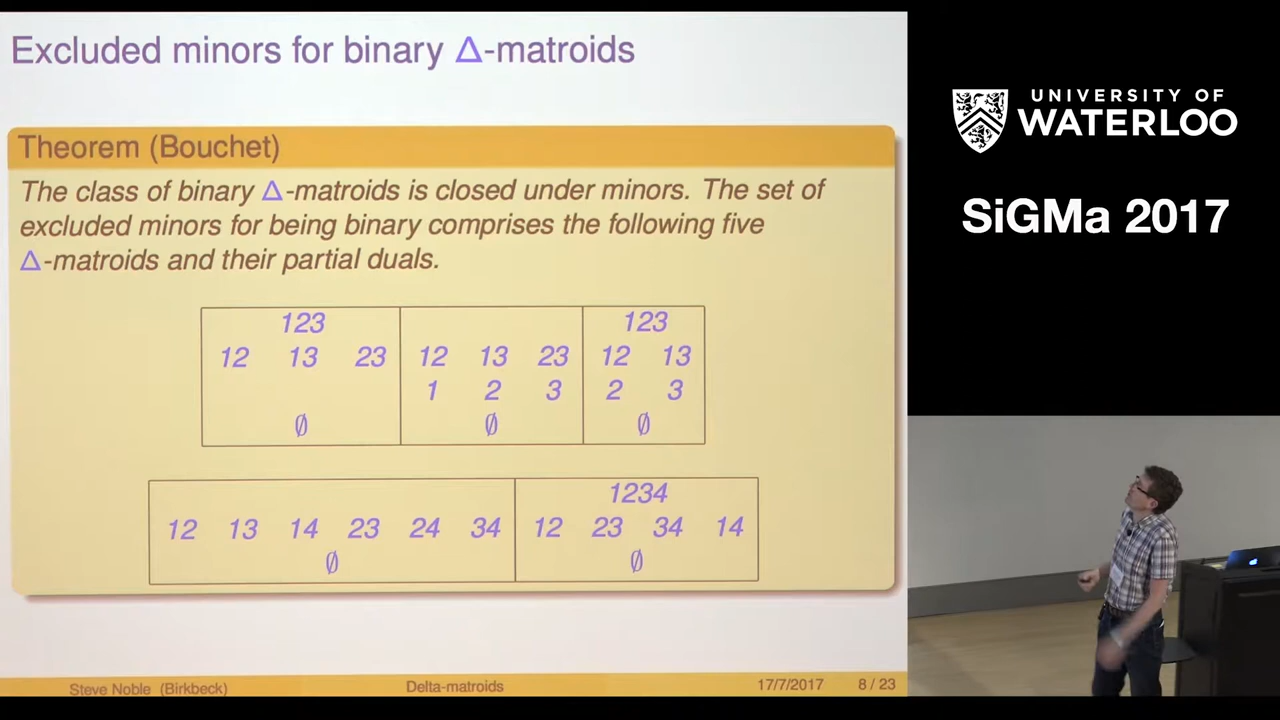 Excluded minors for binary Δ-matroids
Theorem (Bouchet)
The class of binary Δ-matroids is closed under minors. The set of
excluded minors for being binary comprises the following five
Δ-matroids and their partial duals.
123 123
12 13 23 12 13 23 12 13
1 2 3 2 3
∅ ∅ ∅
1234
12 13 14 23 24 34 12 23 34 14
∅ ∅
Steve Noble (Birkbeck) Delta-matroids 17/7/2017 8 / 23
UNIVERSITY OF
WATERLOO
SiGMa 2017